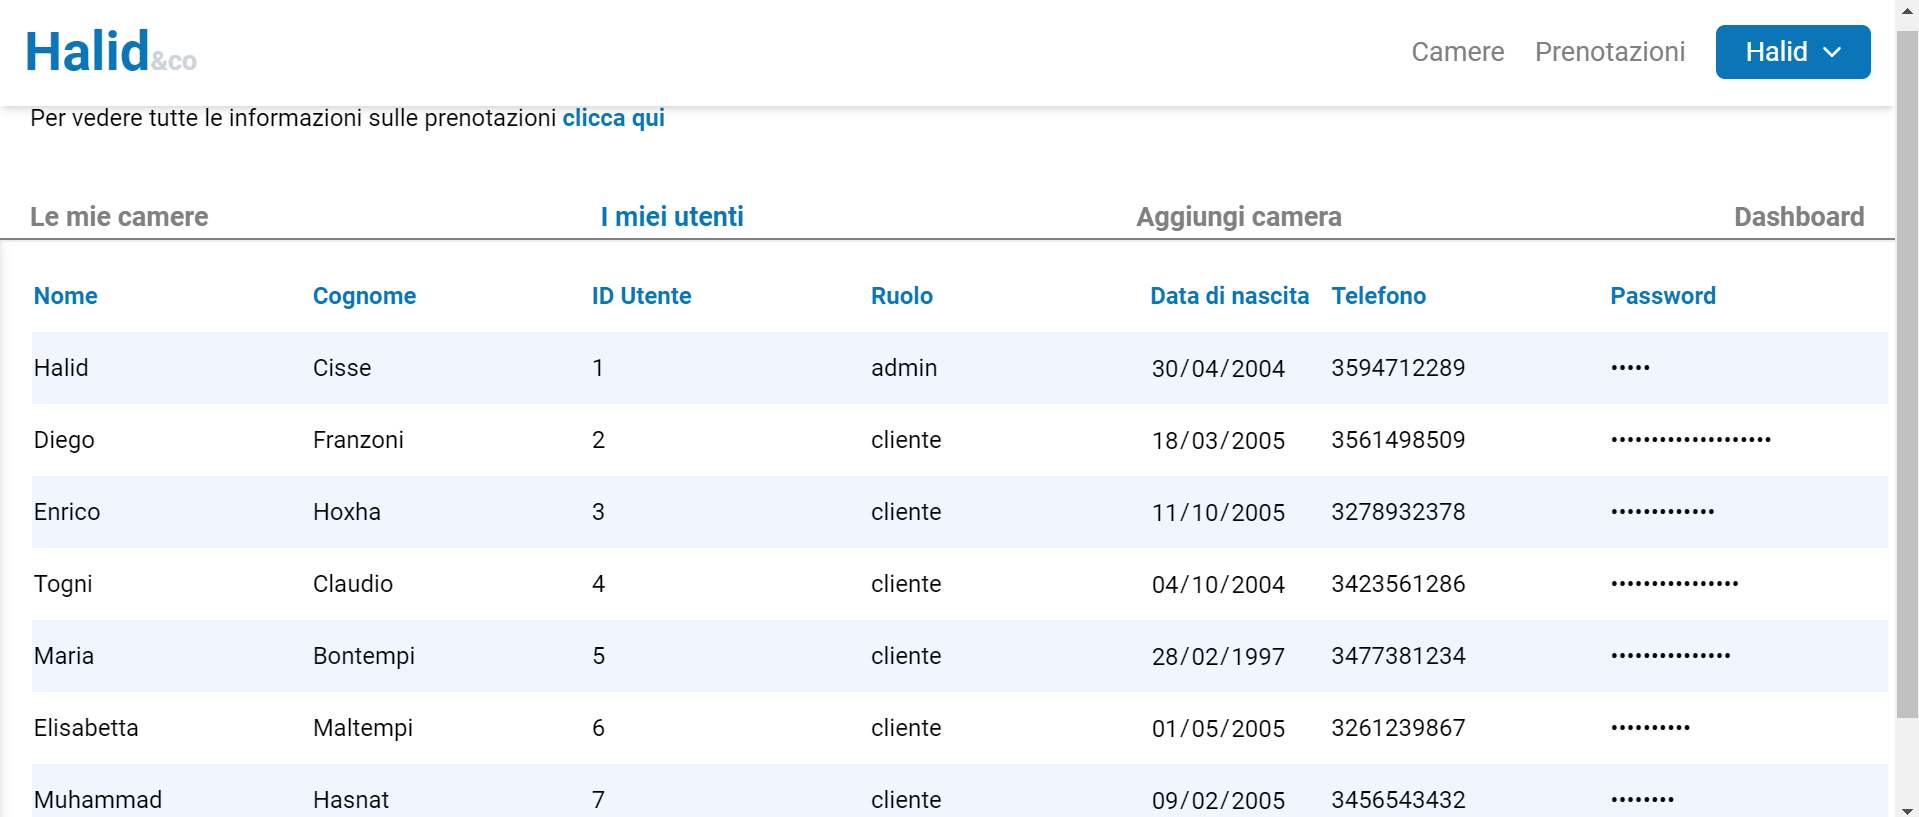 Halid&co Camere Prenotazioni Halid
Per vedere tutte le informazioni sulle prenotazioni clicca qui
Le mie camere I miei utenti Aggiungi camera Dashboard
Nome Cognome ID Utente Ruolo Data di nascita Telefono Password
Halid Cisse 1 admin 30/04/2004 3594712289 •••••
Diego Franzoni 2 cliente 18/03/2005 3561498509 ••••••••••••••••••••
Enrico Hoxha 3 cliente 11/10/2005 3278932378 •••••••••••••
Togni Claudio 4 cliente 04/10/2004 3423561286 ••••••••••••••••
Maria Bontempi 5 cliente 28/02/1997 3477381234 •••••••••••••••
Elisabetta Maltempi 6 cliente 01/05/2005 3261239867 ••••••••••
Muhammad Hasnat 7 cliente 09/02/2005 3456543432 ••••••••